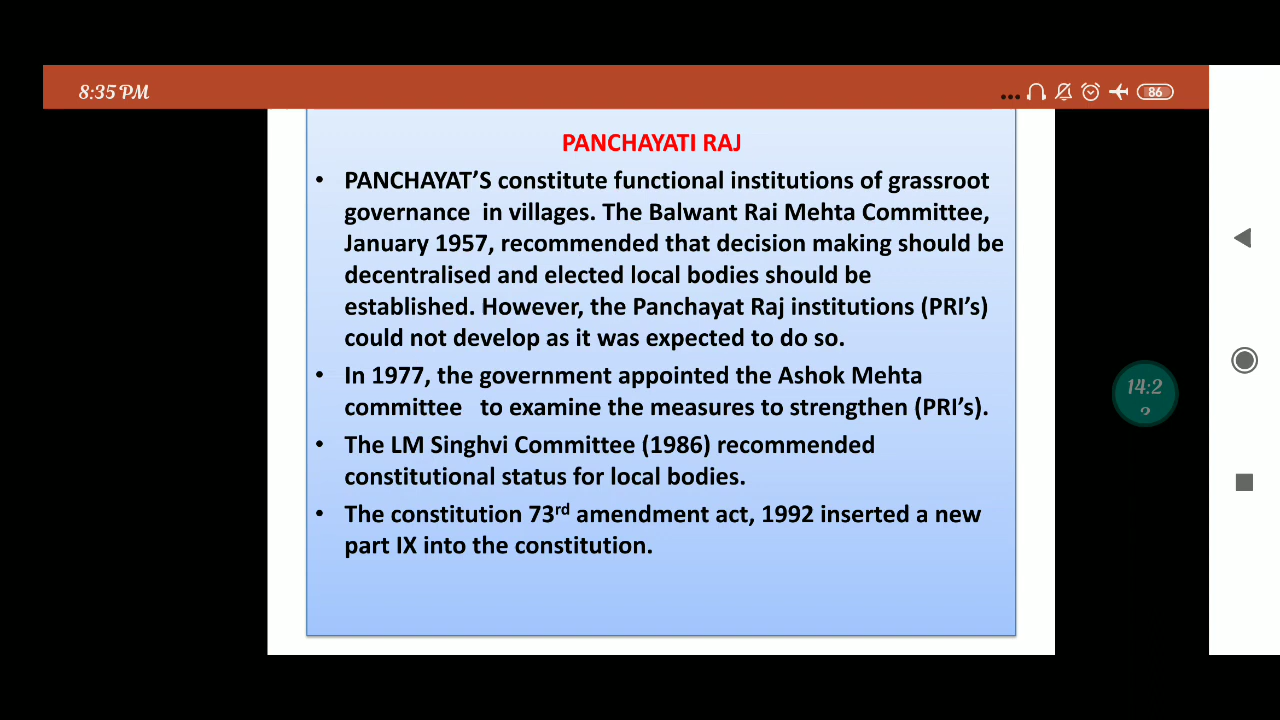 8:35 PM
... 86
PANCHAYATI RAJ
• PANCHAYAT'S constitute functional institutions of grassroot
governance in villages. The Balwant Rai Mehta Committee,
January 1957, recommended that decision making should be
decentralised and elected local bodies should be
established. However, the Panchayat Raj institutions (PRI's)
could not develop as it was expected to do so.
• In 1977, the government appointed the Ashok Mehta
committee to examine the measures to strengthen (PRI's).
• The LM Singhvi Committee (1986) recommended
constitutional status for local bodies.
• The constitution 73rd amendment act, 1992 inserted a new
part IX into the constitution.
14:2